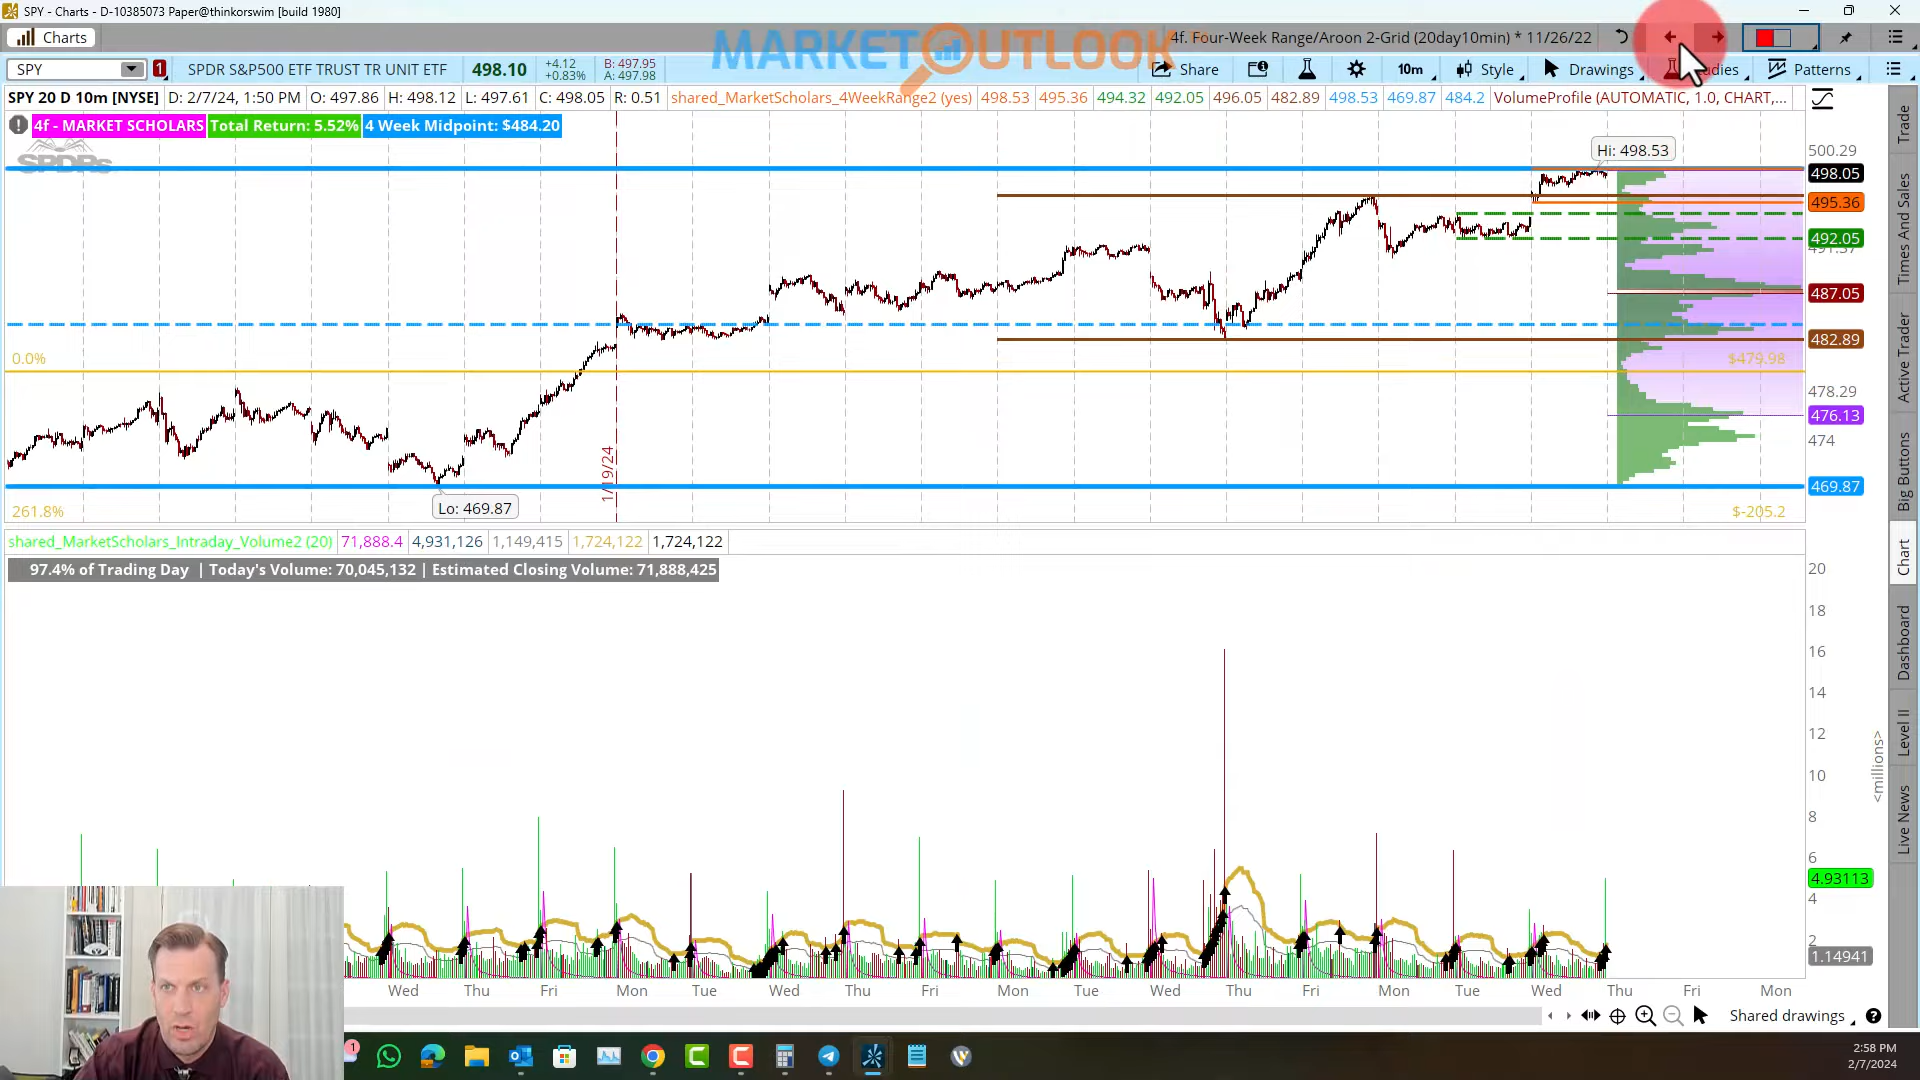 SPY - Charts - D-10385073 Paper@thinkorswim [build 1980]
Charts
MARKET OUTLOOK
4f. Four-Week Range/Aroon 2-Grid (20day10min) * 11/26/22
SPY
1
SPDR S&P500 ETF TRUST TR UNIT ETF
498.10
+4.12
+0.83%
B: 497.95
A: 497.98
Share
10m
Style
Drawings
Patterns
SPY 20 D 10m [NYSE]
D: 2/7/24, 1:50 PM
O: 497.86
H: 498.12
L: 497.61
C: 498.05
R: 0.51
shared_MarketScholars_4WeekRange2 (yes)
498.53
495.36
494.32
492.05
496.05
482.89
498.53
469.87
484.2
VolumeProfile (AUTOMATIC, 1.0, CHART,...
4f - MARKET SCHOLARS
Total Return: 5.52%
4 Week Midpoint: $484.20
SPDRs
Hi: 498.53
500.29
498.05
495.36
492.05
487.05
482.89
0.0%
$479.98
478.29
476.13
474
469.87
Lo: 469.87
1/19/24
261.8%
$-205.2
shared_MarketScholars_Intraday_Volume2 (20)
71,888.4
4,931,126
1,149,415
1,724,122
1,724,122
97.4% of Trading Day | Today's Volume: 70,045,132 | Estimated Closing Volume: 71,888,425
20
18
16
14
12
10
8
6
4.93113
4
2
1.14941
<millions>
Wed Thu Fri Mon Tue Wed Thu Fri Mon Tue Wed Thu Fri Mon Tue Wed Thu Fri Mon
Shared drawings
Trade
Times And Sales
Active Trader
Big Buttons
Chart
Dashboard
Level II
Live News
1
2:58 PM
2/7/2024